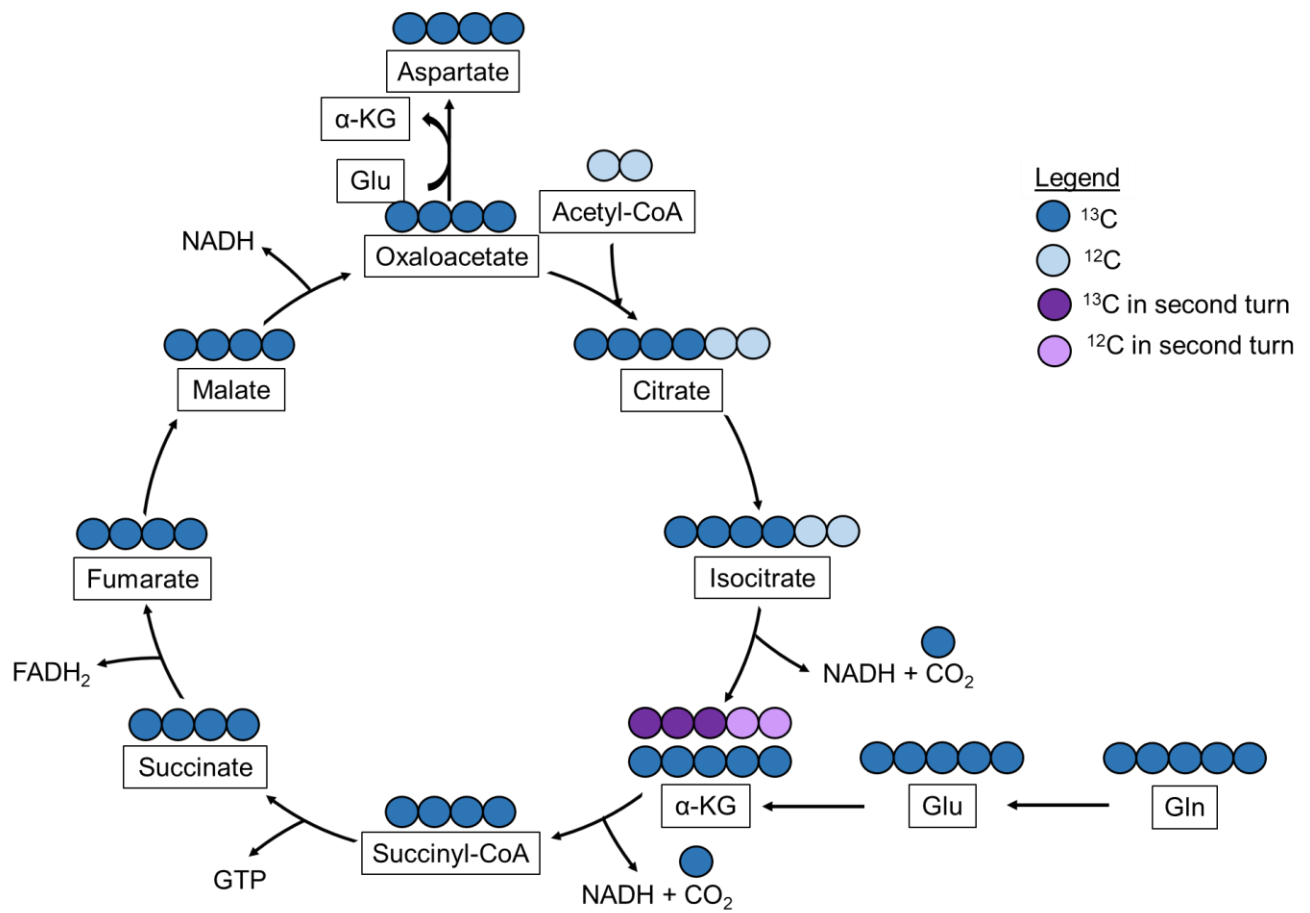 Aspartate
α-KG
Glu
Acetyl-CoA
Oxaloacetate
NADH
Malate
Citrate
Fumarate
Isocitrate
FADH₂
NADH + CO₂
Succinate
α-KG
Glu
Gln
Succinyl-CoA
GTP
NADH + CO₂
Legend
¹³C
¹²C
¹³C in second turn
¹²C in second turn